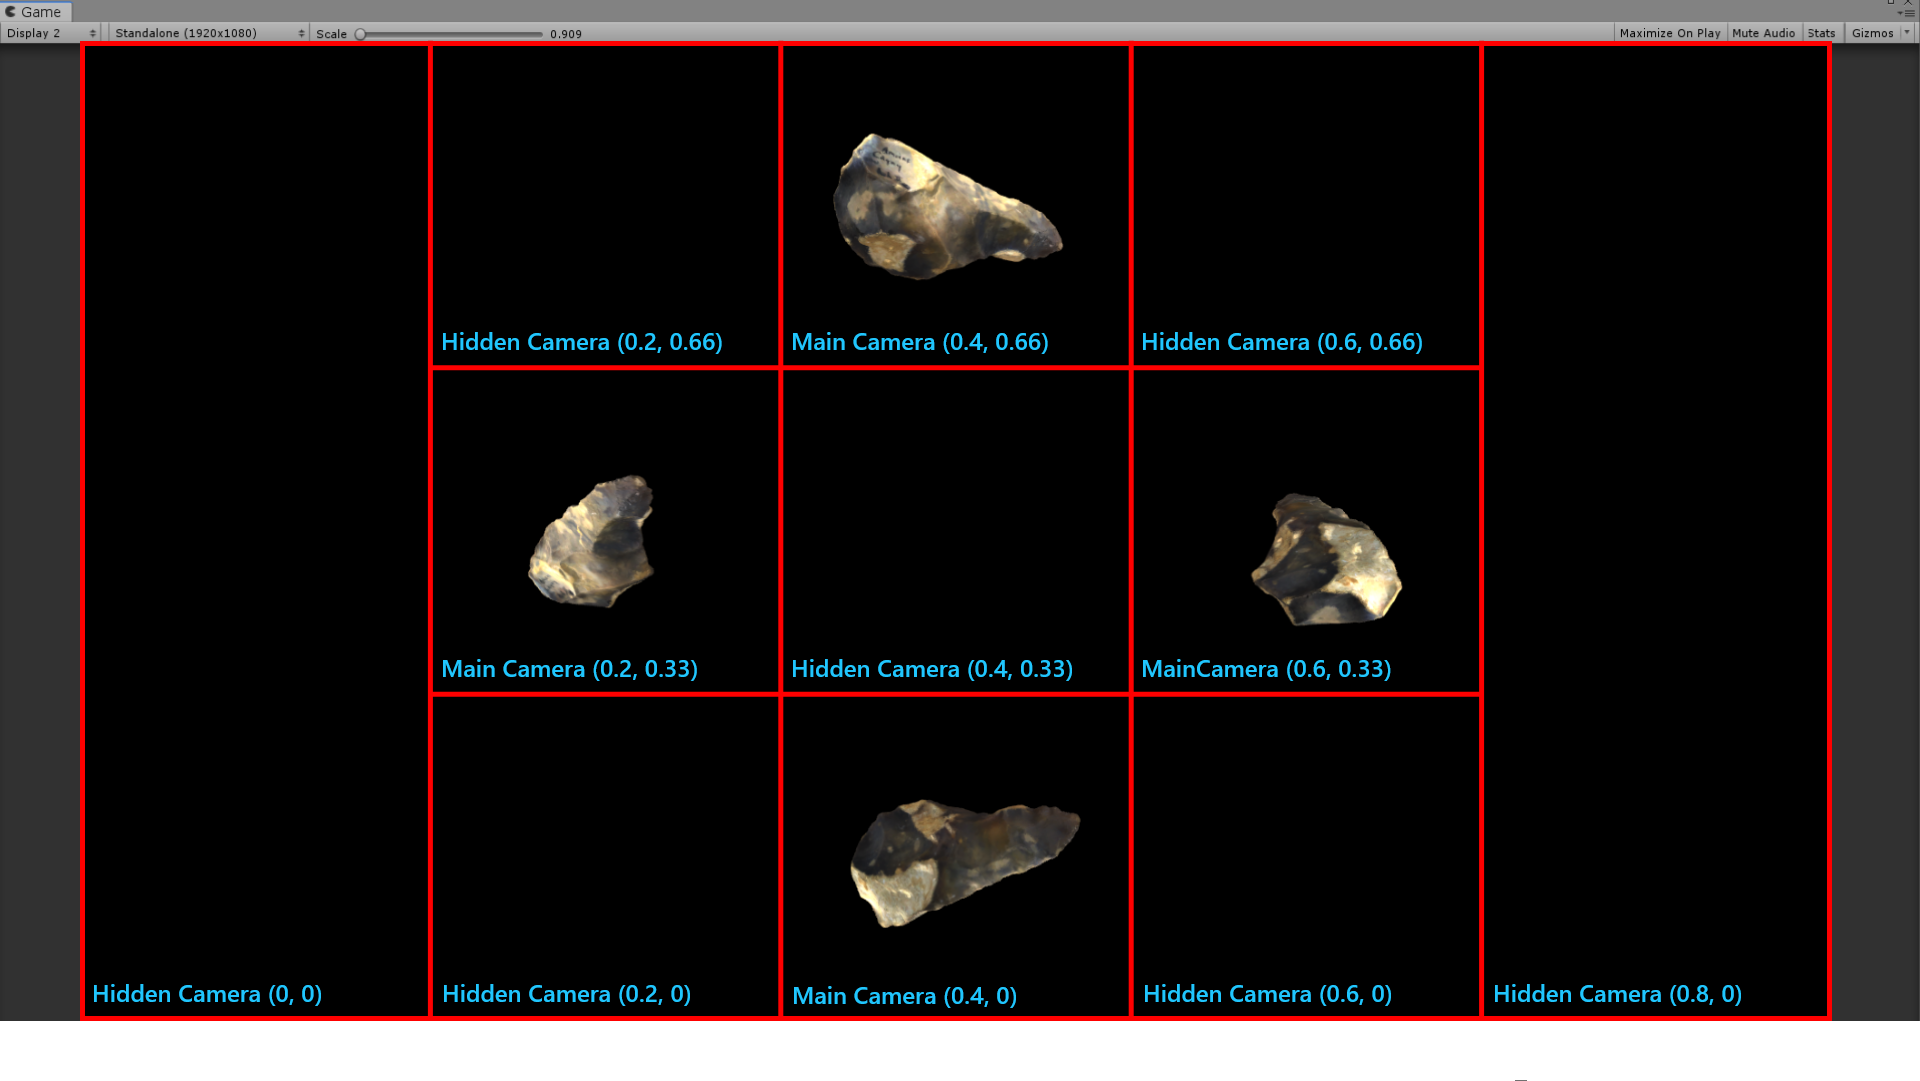 Game
Display 2 Standalone (1920x1080) Scale 0.909 Maximize On Play Mute Audio Stats Gizmos
Hidden Camera (0.2, 0.66) Main Camera (0.4, 0.66) Hidden Camera (0.6, 0.66)
Main Camera (0.2, 0.33) Hidden Camera (0.4, 0.33) MainCamera (0.6, 0.33)
Hidden Camera (0, 0) Hidden Camera (0.2, 0) Main Camera (0.4, 0) Hidden Camera (0.6, 0) Hidden Camera (0.8, 0)